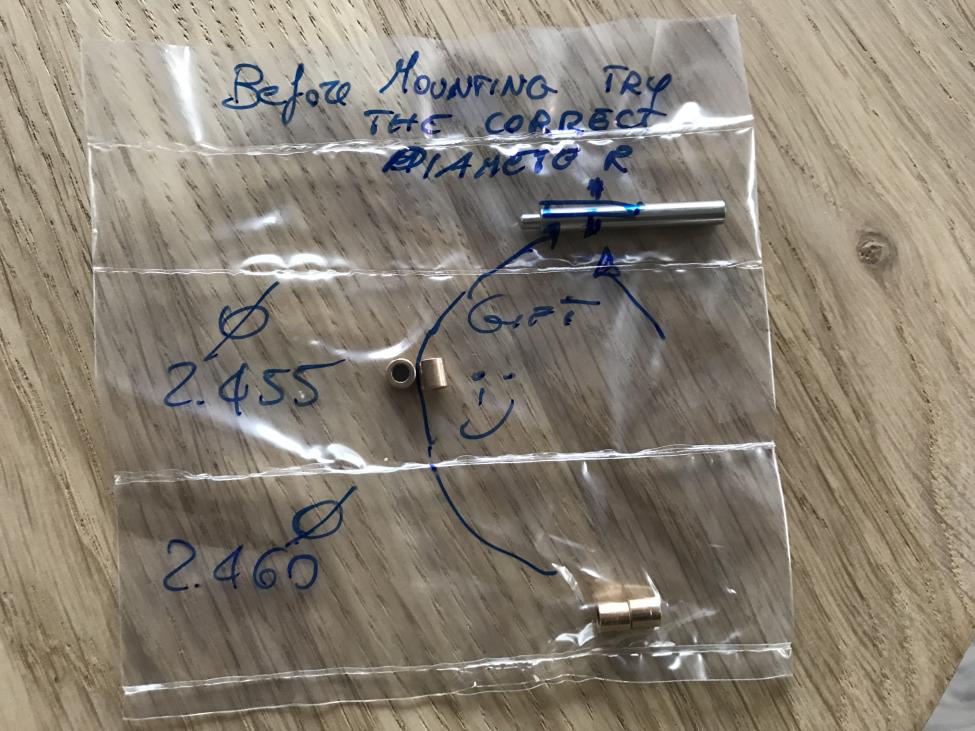 Before MOUNTING TRY
THE CORRECT
DIAMETER
GIFT
Ø
2.455
Ø
2.460